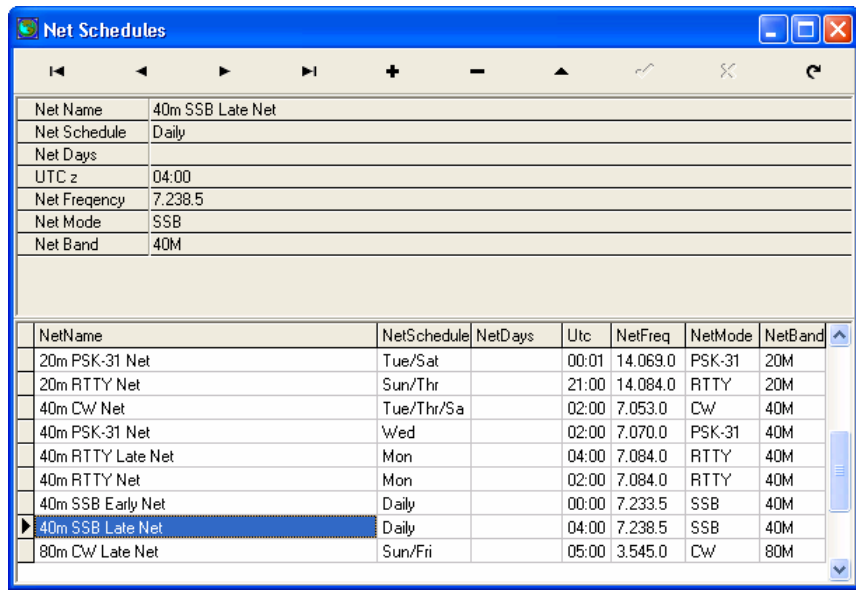 Net Schedules
Net Name 40m SSB Late Net
Net Schedule Daily
Net Days
UTC z 04:00
Net Freqency 7.238.5
Net Mode SSB
Net Band 40M
NetName NetSchedule NetDays Utc NetFreq NetMode NetBand
20m PSK-31 Net Tue/Sat 00:01 14.069.0 PSK-31 20M
20m RTTY Net Sun/Thr 21:00 14.084.0 RTTY 20M
40m CW Net Tue/Thr/Sa 02:00 7.053.0 CW 40M
40m PSK-31 Net Wed 02:00 7.070.0 PSK-31 40M
40m RTTY Late Net Mon 04:00 7.084.0 RTTY 40M
40m RTTY Net Mon 02:00 7.084.0 RTTY 40M
40m SSB Early Net Daily 00:00 7.233.5 SSB 40M
40m SSB Late Net Daily 04:00 7.238.5 SSB 40M
80m CW Late Net Sun/Fri 05:00 3.545.0 CW 80M